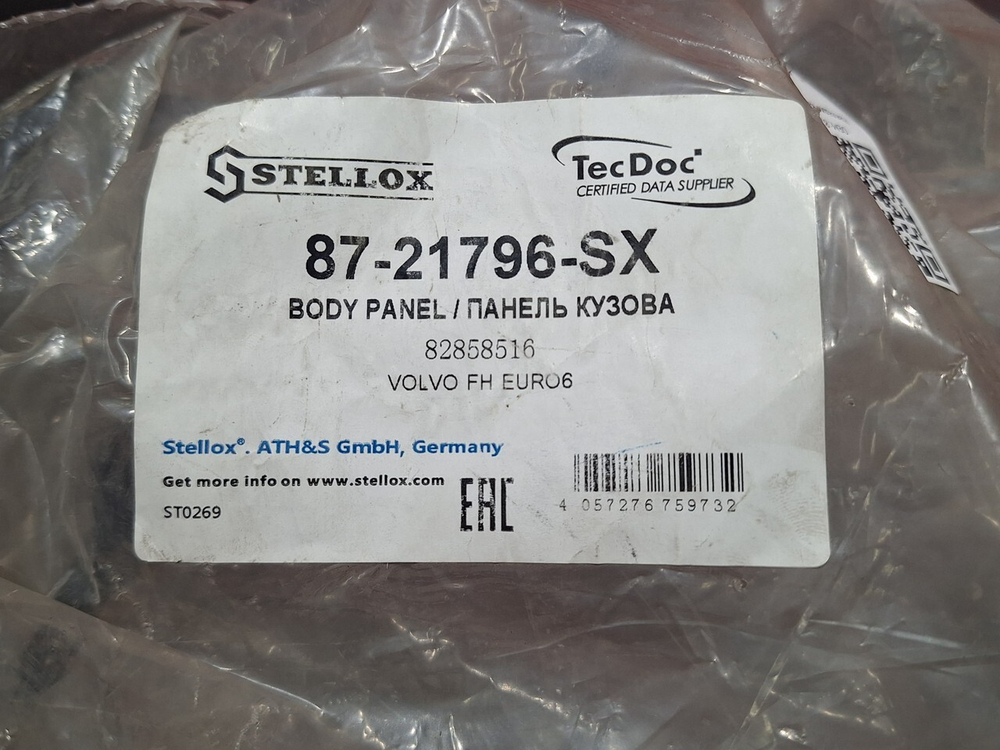 STELLOX
TecDoc
CERTIFIED DATA SUPPLIER
87-21796-SX
BODY PANEL / ПАНЕЛЬ КУЗОВА
82858516
VOLVO FH EURO6
Stellox®. ATH&S GmbH, Germany
Get more info on www.stellox.com
ST0269
EAC
4 057276 759732